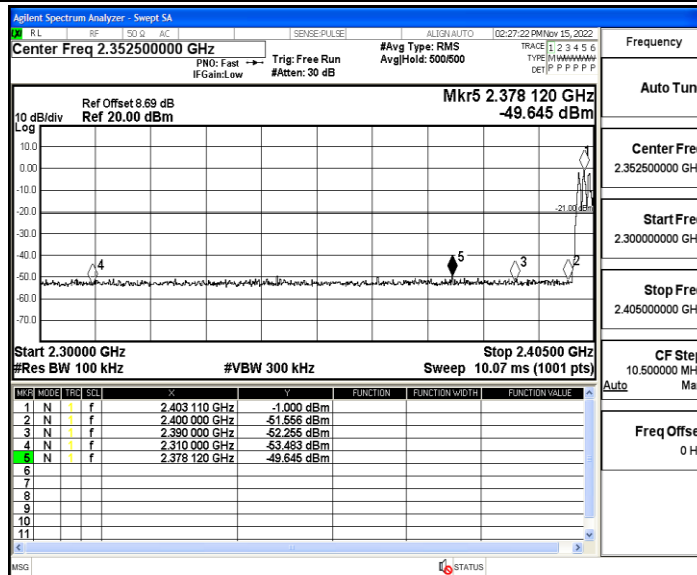 Agilent Spectrum Analyzer - Swept SA
RL RF 50 Ω AC SENSE:PULSE ALIGN AUTO 02:27:22 PM Nov 15, 2022
Center Freq 2.352500000 GHz
PNO: Fast
IFGain:Low
Trig: Free Run
#Atten: 30 dB
#Avg Type: RMS
Avg|Hold: 500/500
TRACE 1 2 3 4 5 6
TYPE M
DET P P P P P P
Ref Offset 8.69 dB
Ref 20.00 dBm
10 dB/div
Log
Mkr5 2.378 120 GHz
-49.645 dBm
10.0
0.00
-10.0
-20.0
-30.0
-40.0
-50.0
-60.0
-70.0
1
-21.00 dBm
4
5
3
2
Start 2.30000 GHz
#Res BW 100 kHz
#VBW 300 kHz
Stop 2.40500 GHz
Sweep 10.07 ms (1001 pts)
MKR MODE TRC SCL X Y FUNCTION FUNCTION WIDTH FUNCTION VALUE
1 N 1 f 2.403 110 GHz -1.000 dBm
2 N 1 f 2.400 000 GHz -51.556 dBm
3 N 1 f 2.390 000 GHz -52.255 dBm
4 N 1 f 2.310 000 GHz -53.483 dBm
5 N 1 f 2.378 120 GHz -49.645 dBm
6
7
8
9
10
11
MSG STATUS
Frequency
Auto Tun
Center Fre
2.352500000 GH
Start Fre
2.300000000 GH
Stop Fre
2.405000000 GH
CF Step
10.500000 MH
Auto Ma
Freq Offse
0 H